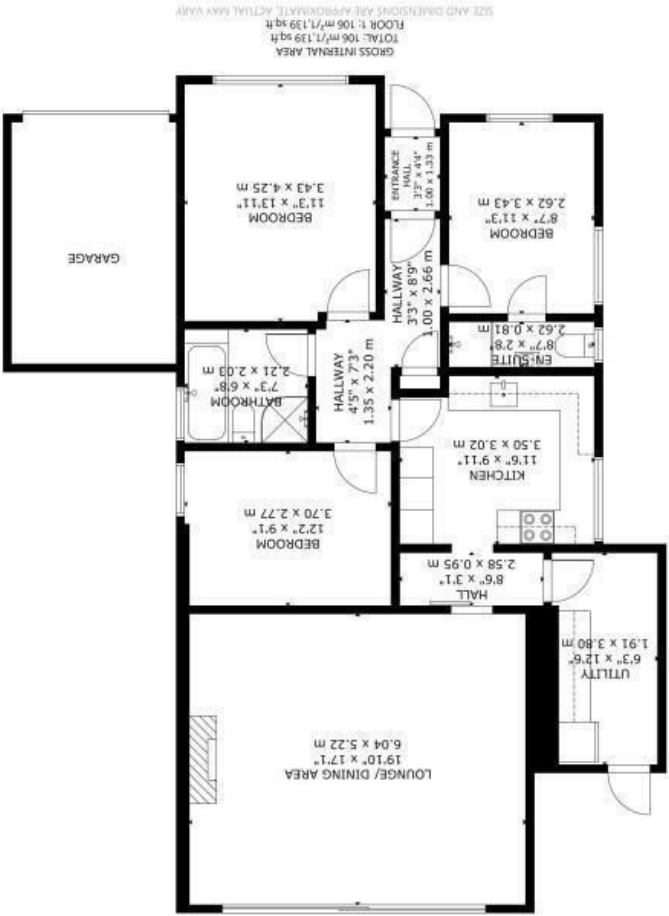 LOUNGE/ DINING AREA
19'10" x 17'1"
6.04 x 5.22 m
UTILITY
6'3" x 12'6"
1.91 x 3.80 m
HALL
8'6" x 3'1"
2.58 x 0.95 m
BEDROOM
12'2" x 9'1"
3.70 x 2.77 m
KITCHEN
11'6" x 9'11"
3.50 x 3.02 m
BATHROOM
7'3" x 6'8"
2.21 x 2.03 m
HALLWAY
4'5" x 7'3"
1.35 x 2.20 m
EN-SUITE
8'7" x 2'8"
2.62 x 0.81 m
HALLWAY
3'3" x 8'9"
1.00 x 2.66 m
GARAGE
BEDROOM
8'7" x 11'3"
2.62 x 3.43 m
BEDROOM
11'3" x 13'11"
3.43 x 4.25 m
ENTRANCE
HALL
3'3" x 4'4"
1.00 x 1.33 m
GROSS INTERNAL AREA
TOTAL: 106 m²/1,139 sq.ft
FLOOR 1: 106 m²/1,139 sq.ft
SIZE AND DIMENSIONS ARE APPROXIMATE, ACTUAL MAY VARY